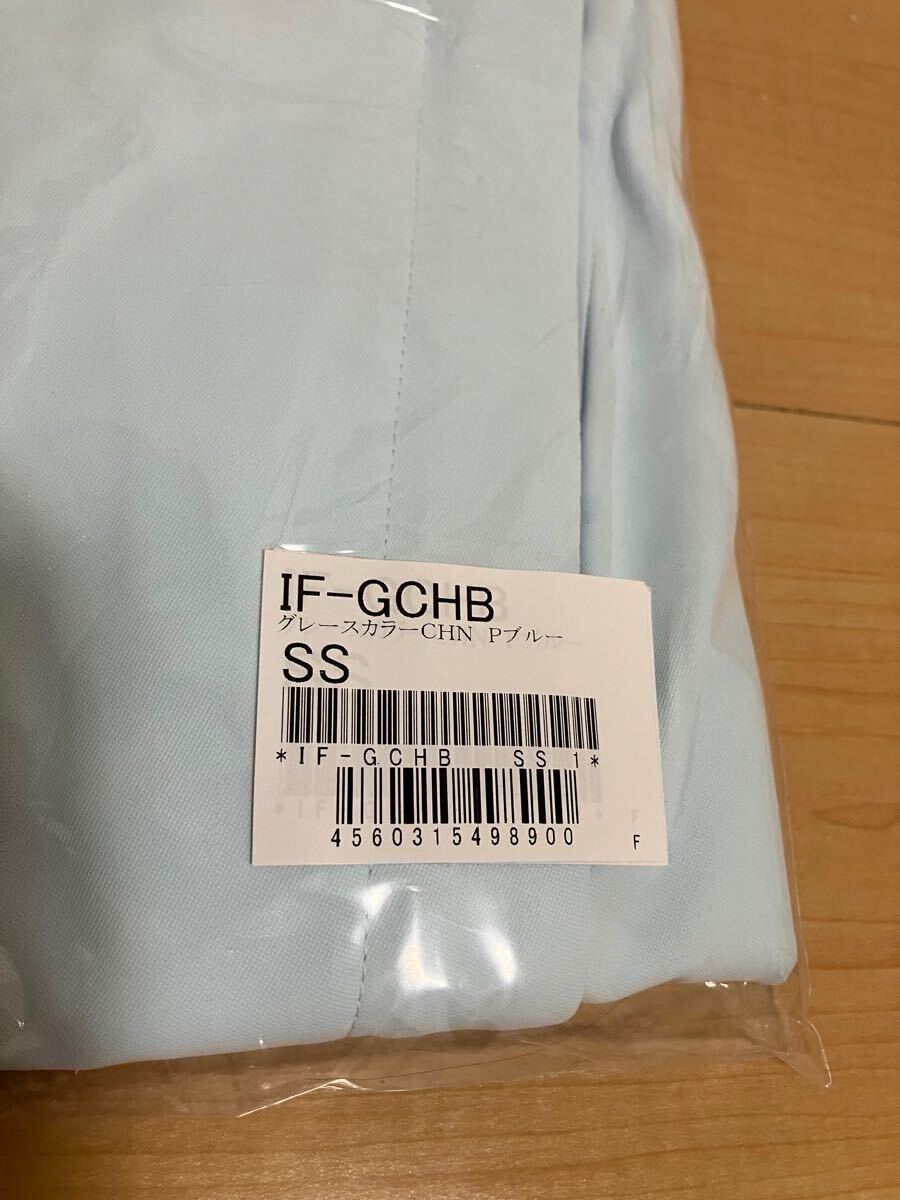 IF-GCHB
グレースカラーCHN Pブルー
SS
*IF-GCHB SS 1*
4560315498900
F